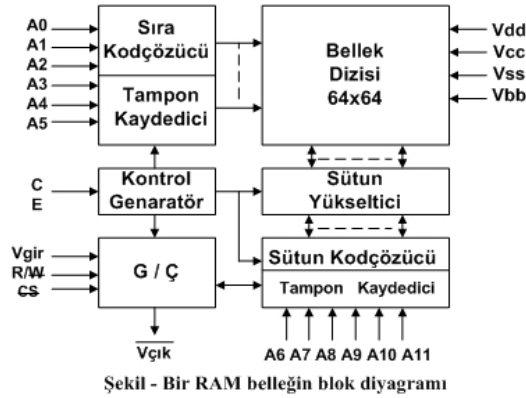 A0
A1
A2
A3
A4
A5
Sıra
Kodçözücü
Tampon
Kaydedici
Bellek
Dizisi
64x64
Vdd
Vcc
Vss
Vbb
C
E
Kontrol
Genaratör
Sütun
Yükseltici
Vgir
R/W
CS
G / Ç
Sütun Kodçözücü
Tampon Kaydedici
Vçık
A6 A7 A8 A9 A10 A11
Şekil - Bir RAM belleğin blok diyagramı